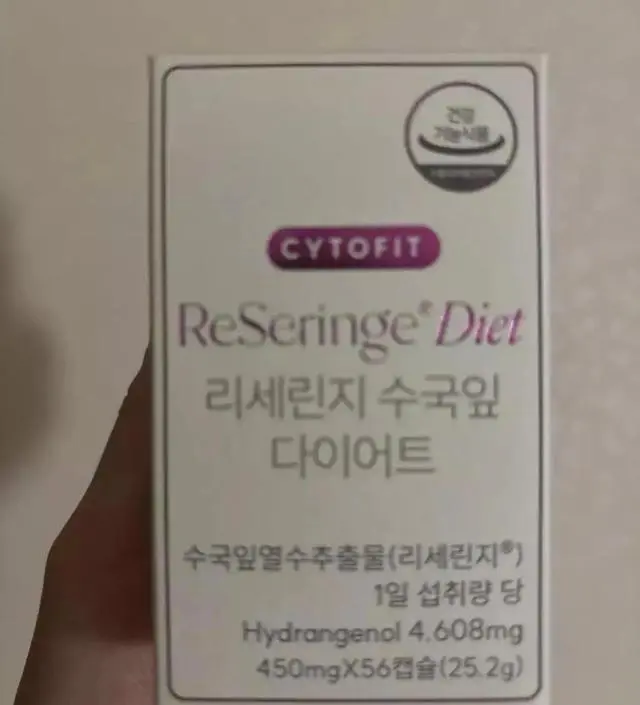 건강
기능식품
CYTOFIT
ReSeringe® Diet
리세린지 수국잎
다이어트
수국잎열수추출물(리세린지®)
1일 섭취량 당
Hydrangenol 4.608mg
450mgX56캡슐(25.2g)